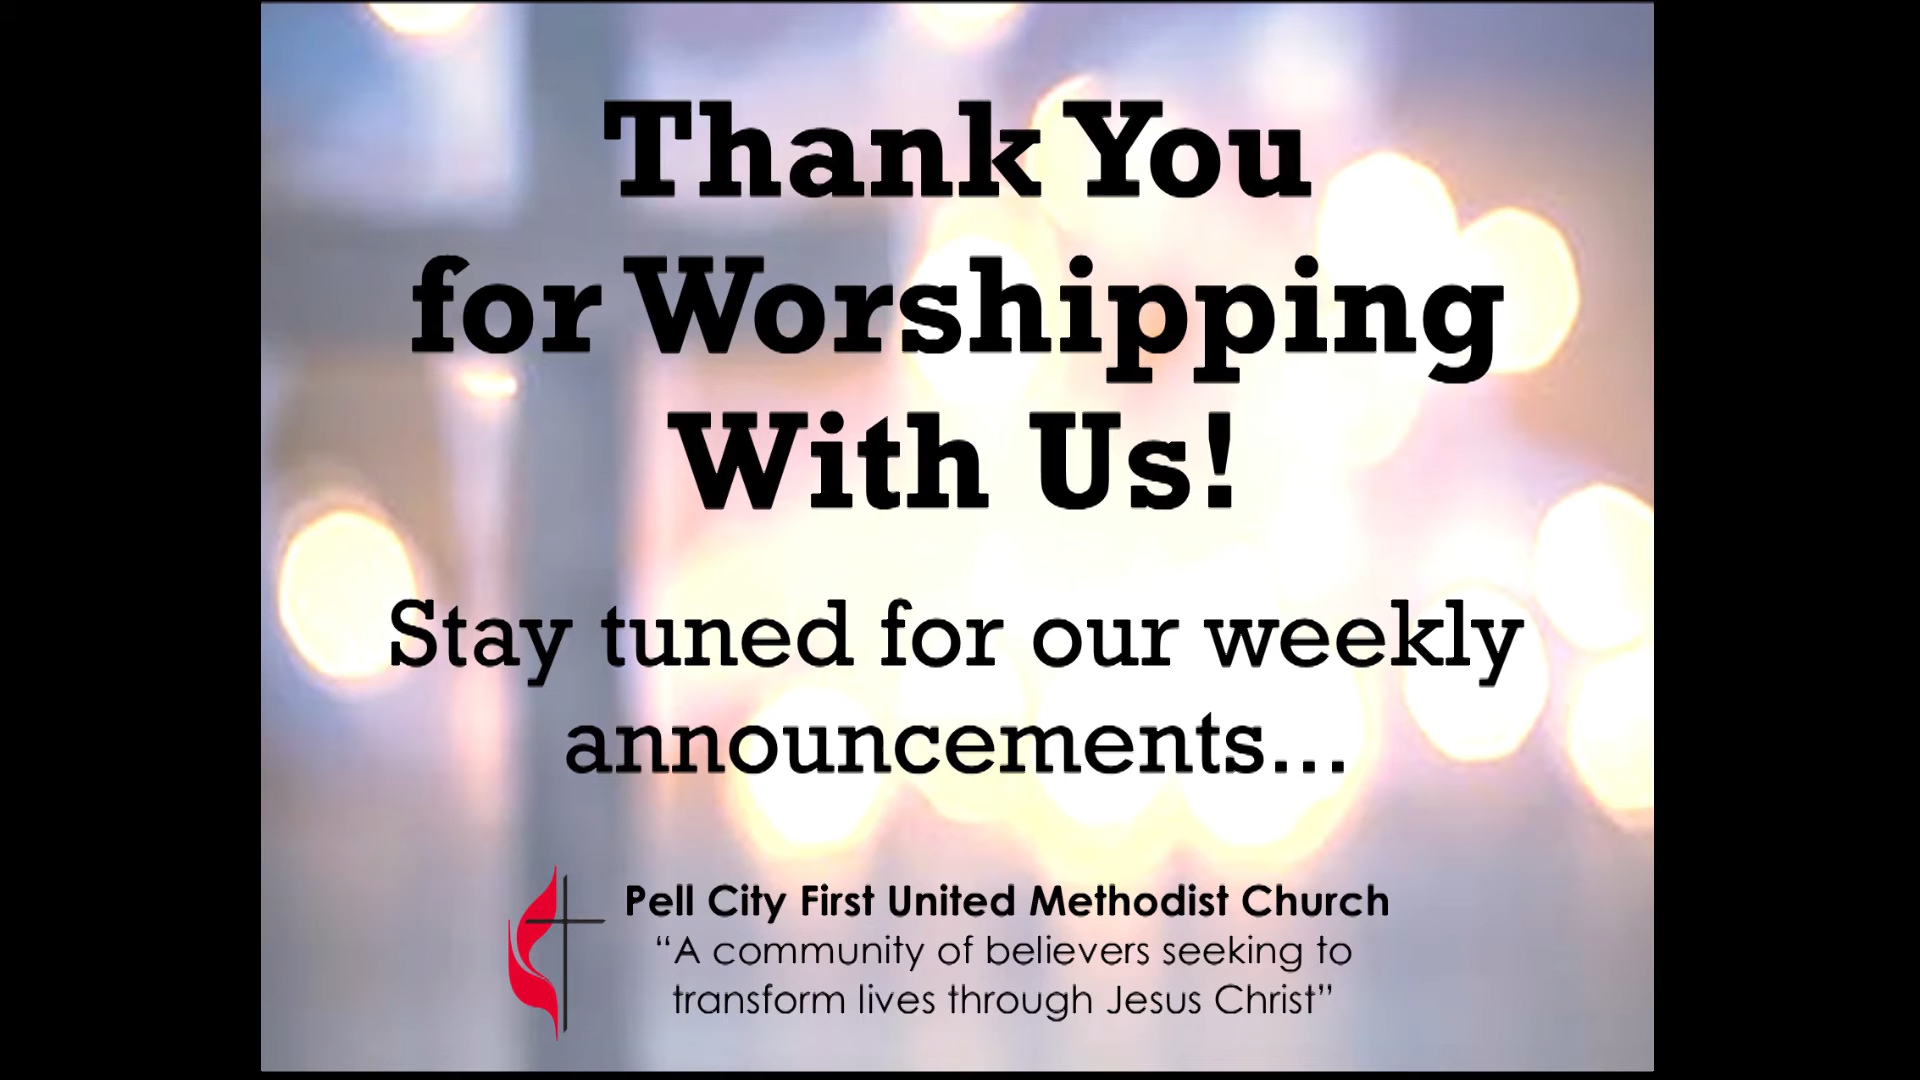 Thank You
for Worshipping
With Us!
Stay tuned for our weekly
announcements...
Pell City First United Methodist Church
“A community of believers seeking to
transform lives through Jesus Christ”